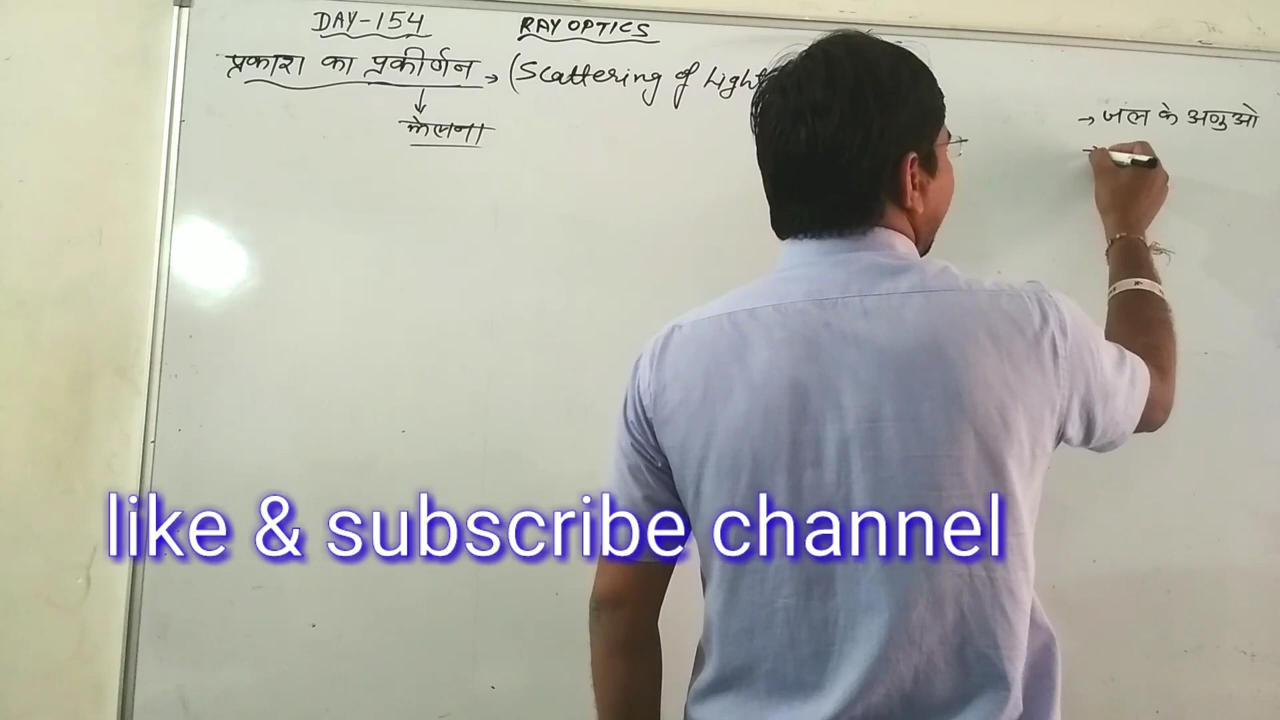 DAY-154 RAY OPTICS
प्रकाश का प्रकीर्णन → (Scattering of Light
↓
फैलना
→ जल के अणुओ
like & subscribe channel